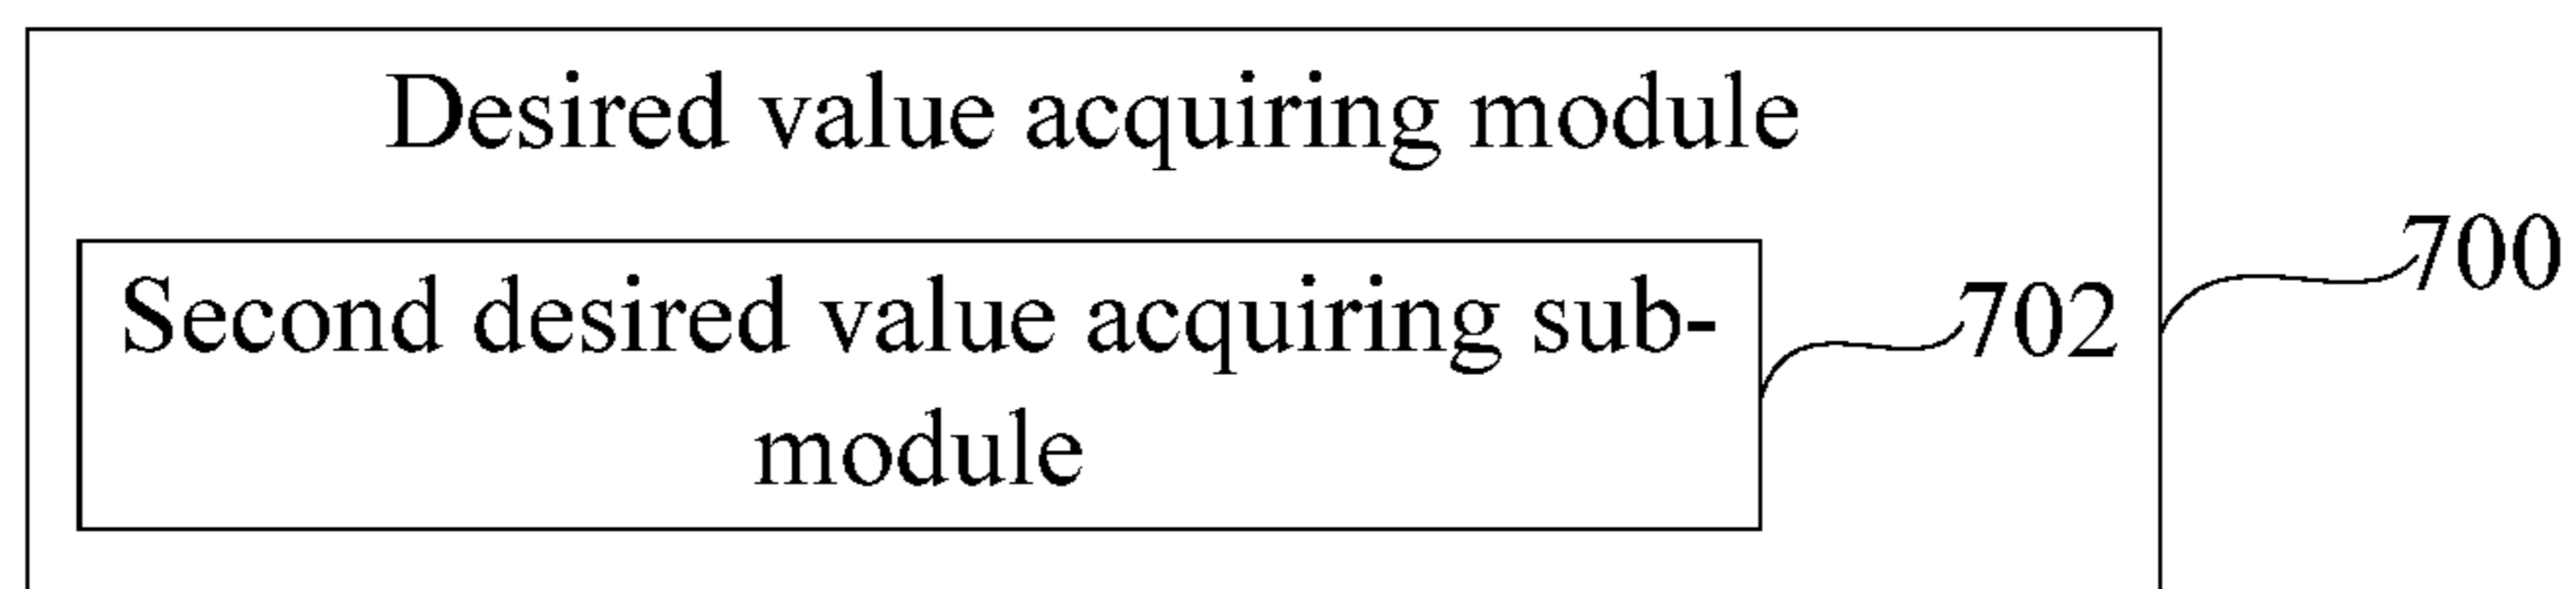 Desired value acquiring module
700
Second desired value acquiring sub-
module
702